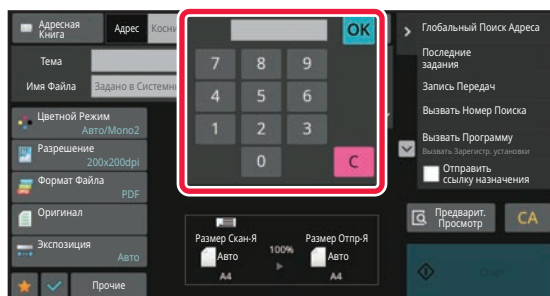 Адресная
Книга
Адрес
Косни
OK
Глобальный Поиск Адреса
Тема
Последние
задания
Имя Файла
Задано в Системн
7 8 9
4 5 6
1 2 3
0 C
Запись Передач
Вызвать Номер Поиска
Вызвать Программу
Вызвать Зарегистр. установки
Отправить
ссылку назначения
Цветной Режим
Авто/Mono2
Разрешение
200x200dpi
Формат Файла
PDF
Оригинал
Экспозиция
Авто
Прочие
Размер Скан-Я
Авто
A4
100%
Размер Отпр-Я
Авто
A4
Предварит.
Просмотр
CA
Старт